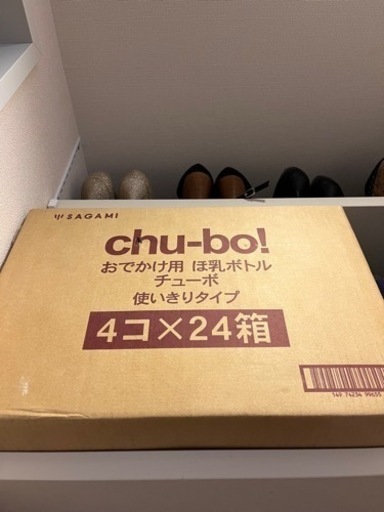 SAGAMI
chu-bo!
おでかけ用 ほ乳ボトル
チューボ
使いきりタイプ
4コ×24箱